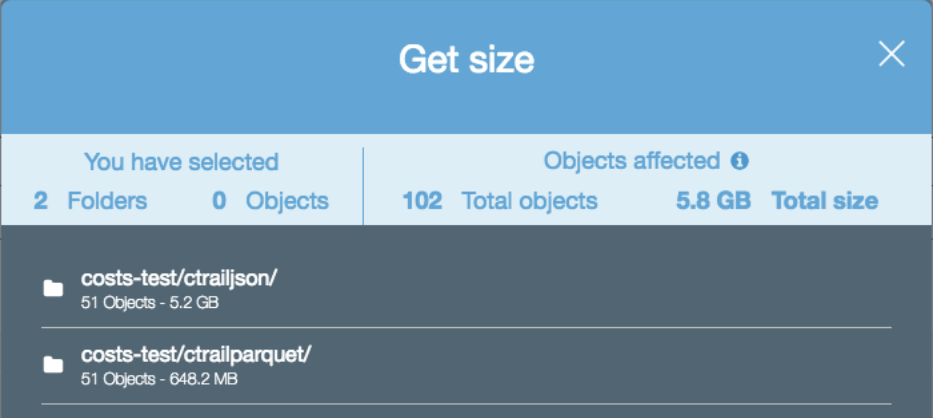 Get size
You have selected
2 Folders 0 Objects
Objects affected
102 Total objects 5.8 GB Total size
costs-test/ctrailjson/
51 Objects - 5.2 GB
costs-test/ctrailparquet/
51 Objects - 648.2 MB